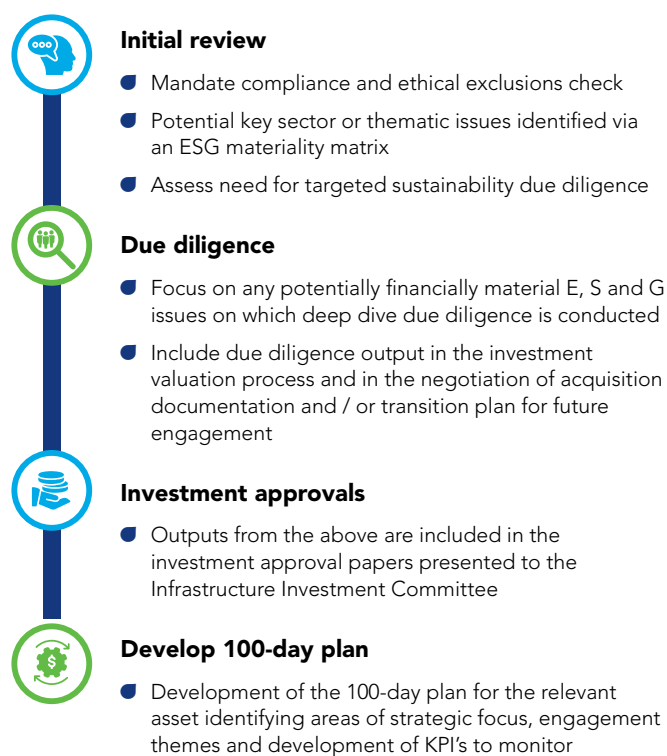 Initial review
Mandate compliance and ethical exclusions check
Potential key sector or thematic issues identified via
an ESG materiality matrix
Assess need for targeted sustainability due diligence
Due diligence
Focus on any potentially financially material E, S and G
issues on which deep dive due diligence is conducted
Include due diligence output in the investment
valuation process and in the negotiation of acquisition
documentation and / or transition plan for future
engagement
Investment approvals
Outputs from the above are included in the
investment approval papers presented to the
Infrastructure Investment Committee
Develop 100-day plan
Development of the 100-day plan for the relevant
asset identifying areas of strategic focus, engagement
themes and development of KPI's to monitor